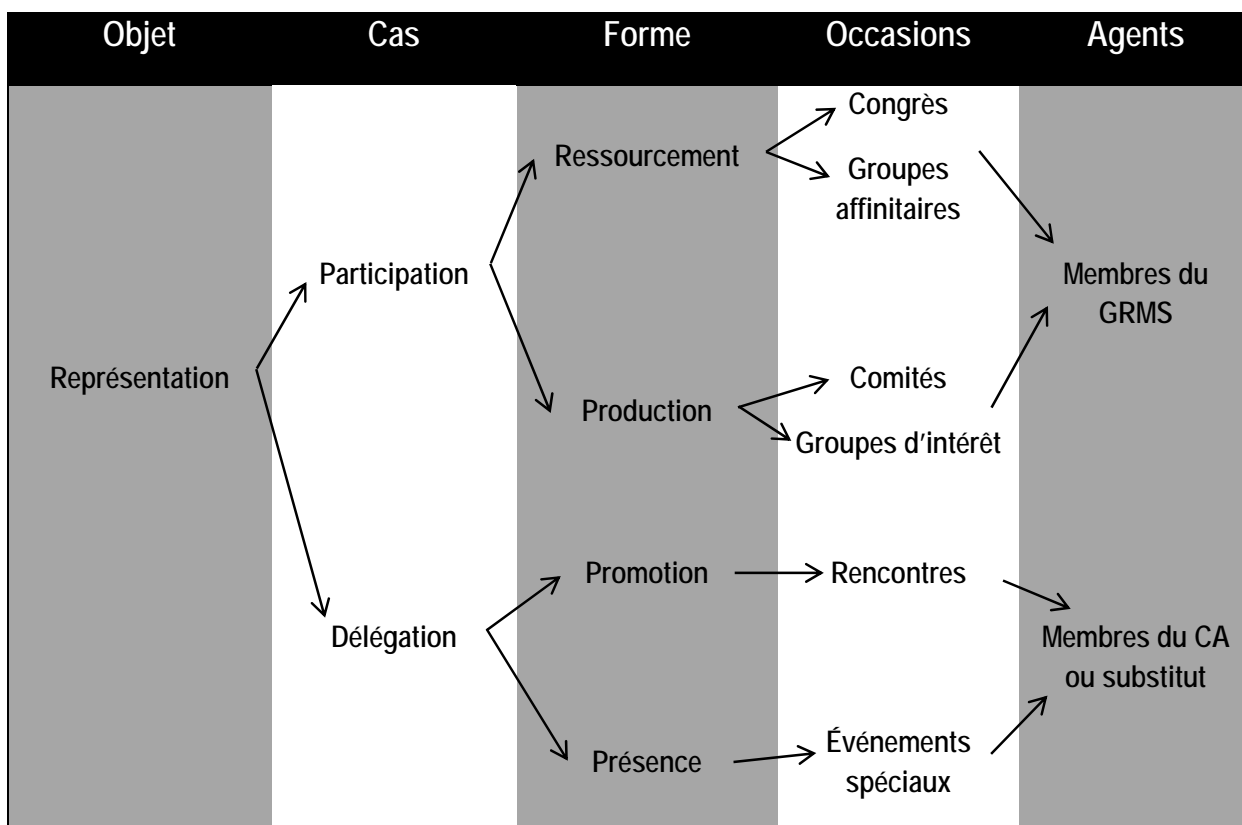 Objet Cas Forme Occasions Agents
Congrès
Ressourcement
Groupes
affinitaires
Participation
Membres du
GRMS
Représentation
Comités
Production
Groupes d'intérêt
Promotion
Rencontres
Délégation
Membres du CA
ou substitut
Événements
spéciaux
Présence